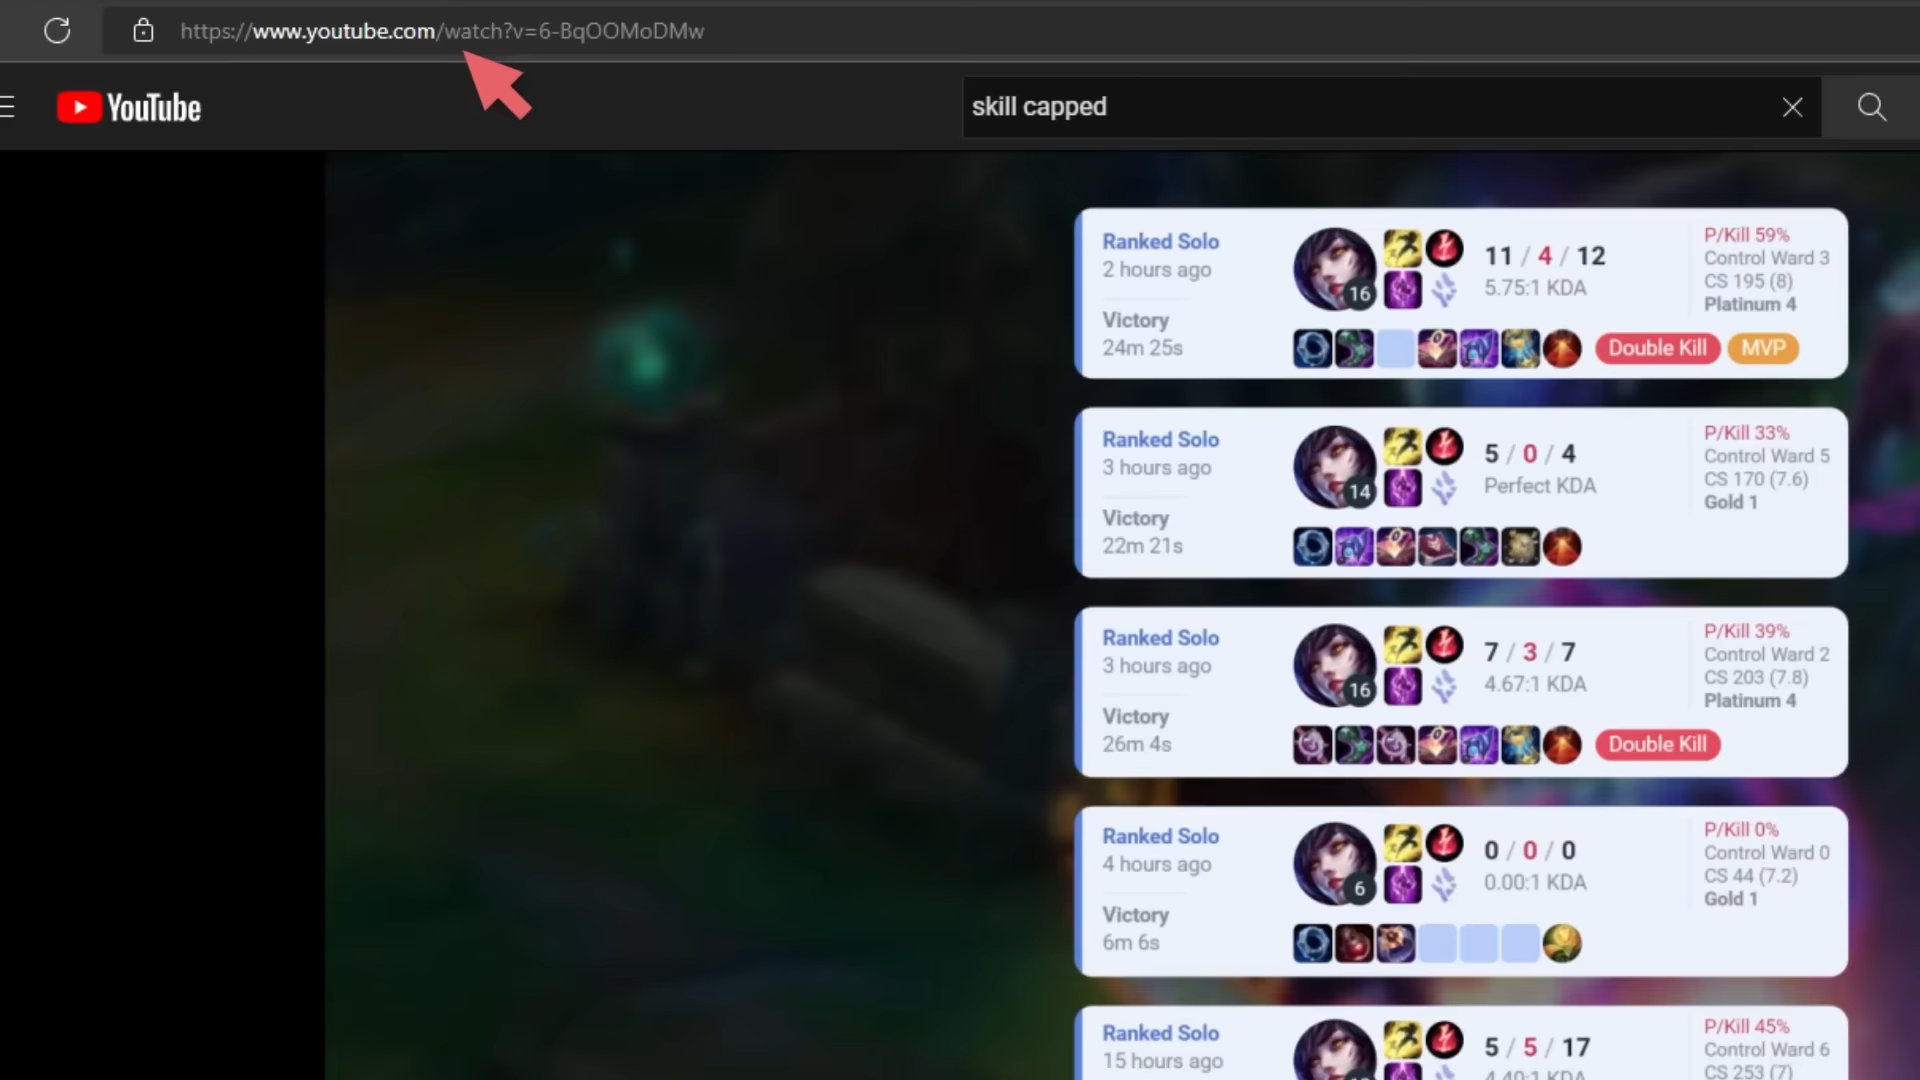 https://www.youtube.com/watch?v=6-BqOOMoDMw
YouTube
skill capped
Ranked Solo
2 hours ago
Victory
24m 25s
16
11 / 4 / 12
5.75:1 KDA
P/Kill 59%
Control Ward 3
CS 195 (8)
Platinum 4
Double Kill
MVP
Ranked Solo
3 hours ago
Victory
22m 21s
14
5 / 0 / 4
Perfect KDA
P/Kill 33%
Control Ward 5
CS 170 (7.6)
Gold 1
Ranked Solo
3 hours ago
Victory
26m 4s
16
7 / 3 / 7
4.67:1 KDA
P/Kill 39%
Control Ward 2
CS 203 (7.8)
Platinum 4
Double Kill
Ranked Solo
4 hours ago
Victory
6m 6s
6
0 / 0 / 0
0.00:1 KDA
P/Kill 0%
Control Ward 0
CS 44 (7.2)
Gold 1
Ranked Solo
15 hours ago
5 / 5 / 17
4.40:1 KDA
P/Kill 45%
Control Ward 6
CS 253 (7)